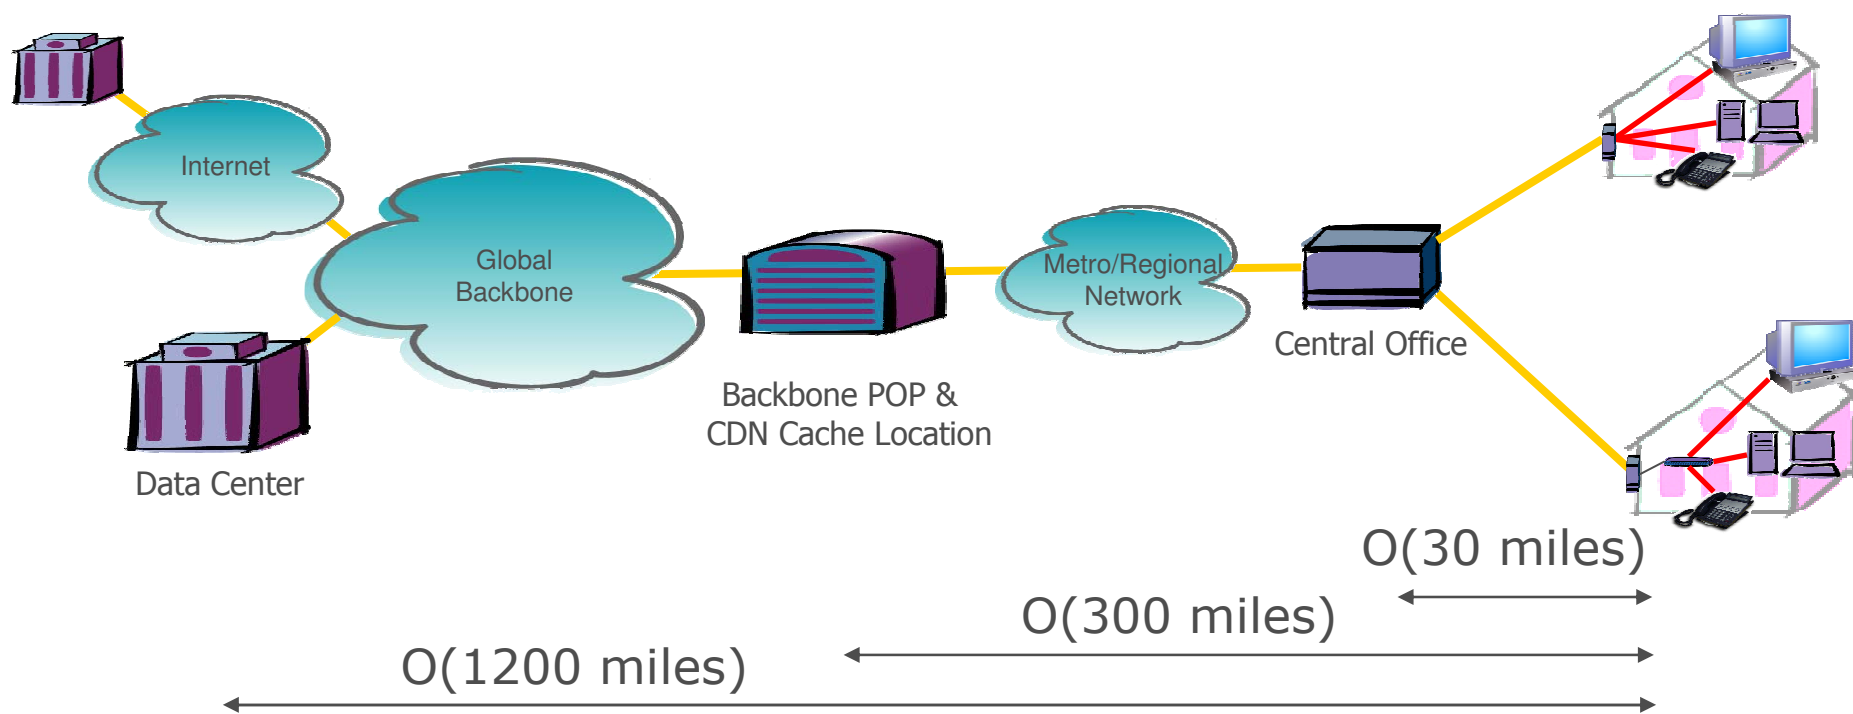 Internet
Global
Backbone
Metro/Regional
Network
Central Office
Backbone POP &
CDN Cache Location
Data Center
O(30 miles)
O(300 miles)
O(1200 miles)